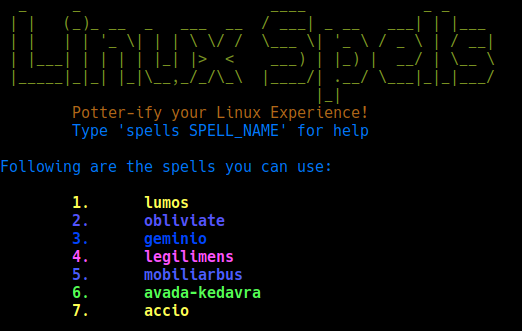 Linux Spells
Potter-ify your Linux Experience!
Type 'spells SPELL_NAME' for help
Following are the spells you can use:
1. lumos
2. obliviate
3. geminio
4. legilimens
5. mobiliarbus
6. avada-kedavra
7. accio